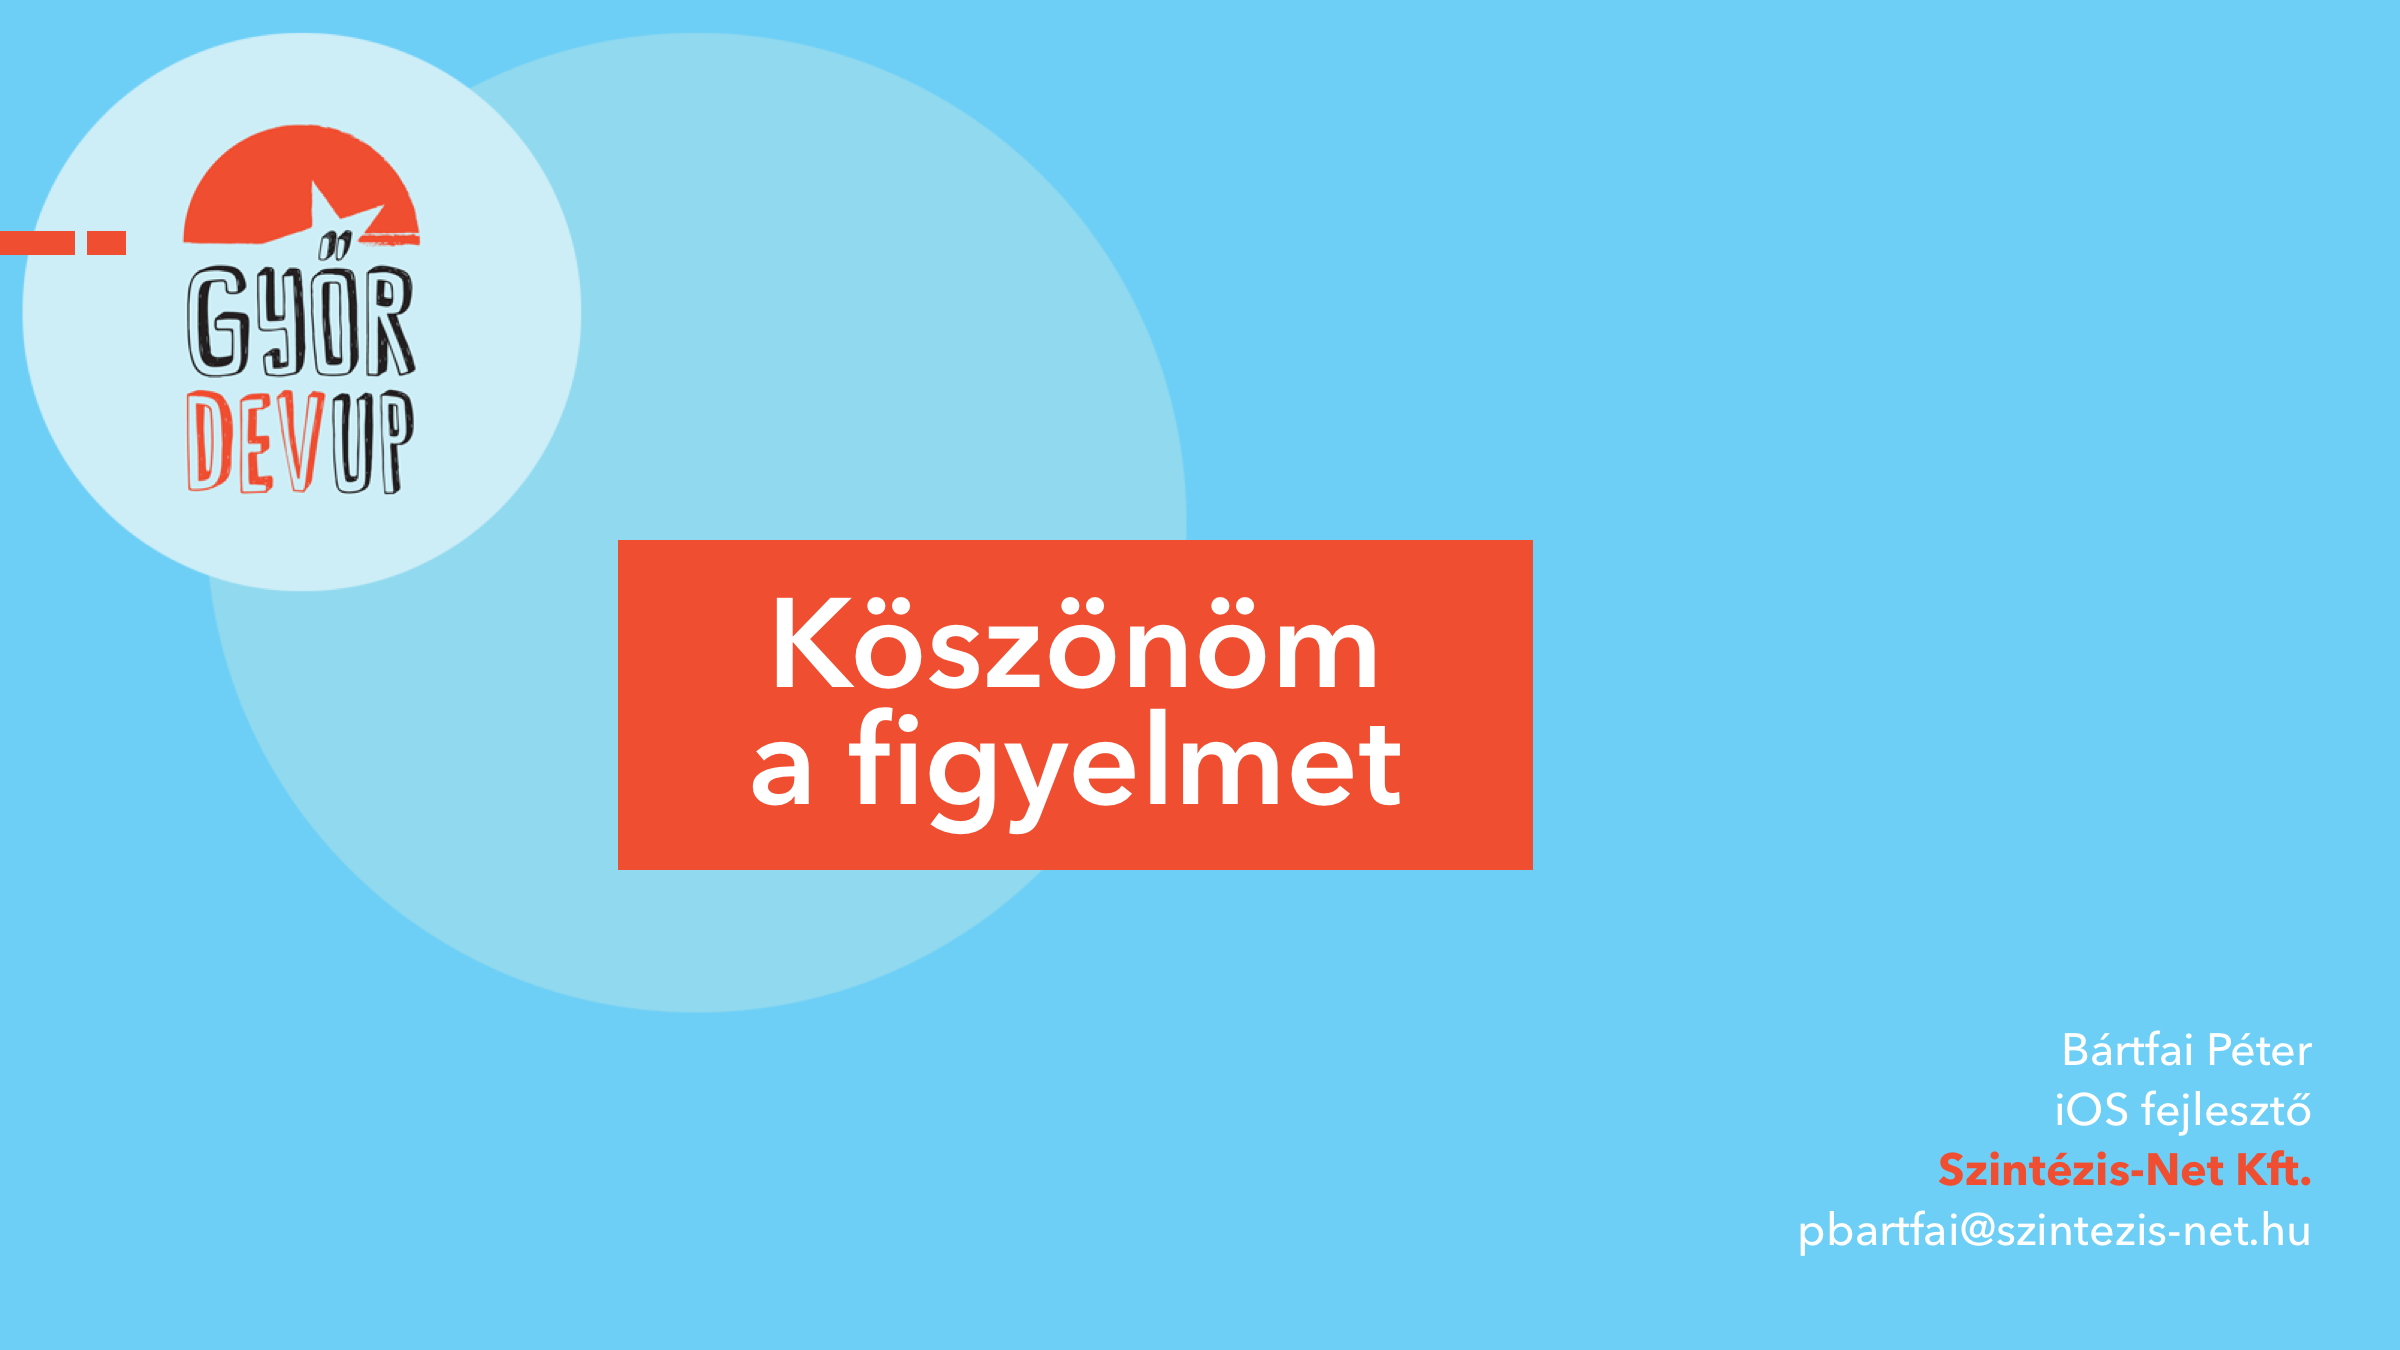 GYŐR
DEVUP
Köszönöm
a figyelmet
Bártfai Péter
iOS fejlesztő
Szintézis-Net Kft.
pbartfai@szintezis-net.hu